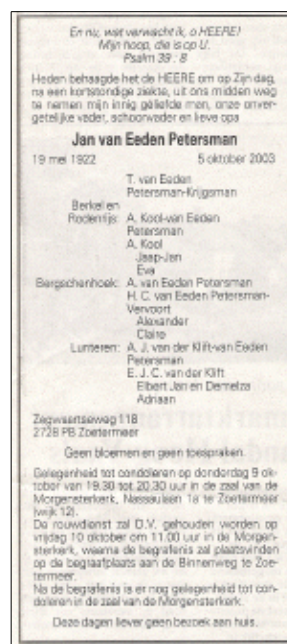 En nu, wat verwacht ik, o HEERE!
Mijn hoop, die is op U.
Psalm 39 : 8
Heden behaagde het de HEERE om op Zijn dag,
na een kortstondige ziekte, uit ons midden weg
te nemen mijn innig geliefde man, onze onver-
getelijke vader, schoonvader en lieve opa
Jan van Eeden Petersman
19 mei 1922 5 oktober 2003
T. van Eeden
Petersman-Krijgsman
Berkel en
Rodenrijs: A. Kool-van Eeden
Petersman
A. Kool
Jaap-Jan
Eva
Bergschenhoek: A. van Eeden Petersman
H. C. van Eeden Petersman-
Vervoort
Alexander
Claire
Lunteren: A. J. van der Klift-van Eeden
Petersman
E. J. C. van der Klift
Elbert Jan en Demelza
Adriaan
Zegwaartseweg 118
2728 PB Zoetermeer
Geen bloemen en geen toespraken.
Gelegenheid tot condoleren op donderdag 9 ok-
tober van 19.30 tot 20.30 uur in de zaal van de
Morgensterkerk, Nassaulaan 1a te Zoetermeer
(wijk 12).
De rouwdienst zal D.V. gehouden worden op
vrijdag 10 oktober om 11.00 uur in de Morgen-
sterkerk, waarna de begrafenis zal plaatsvinden
op de begraafplaats aan de Binnenweg te Zoe-
termeer.
Na de begrafenis is er nog gelegenheid tot con-
doleren in de zaal van de Morgensterkerk.
Deze dagen liever geen bezoek aan huis.